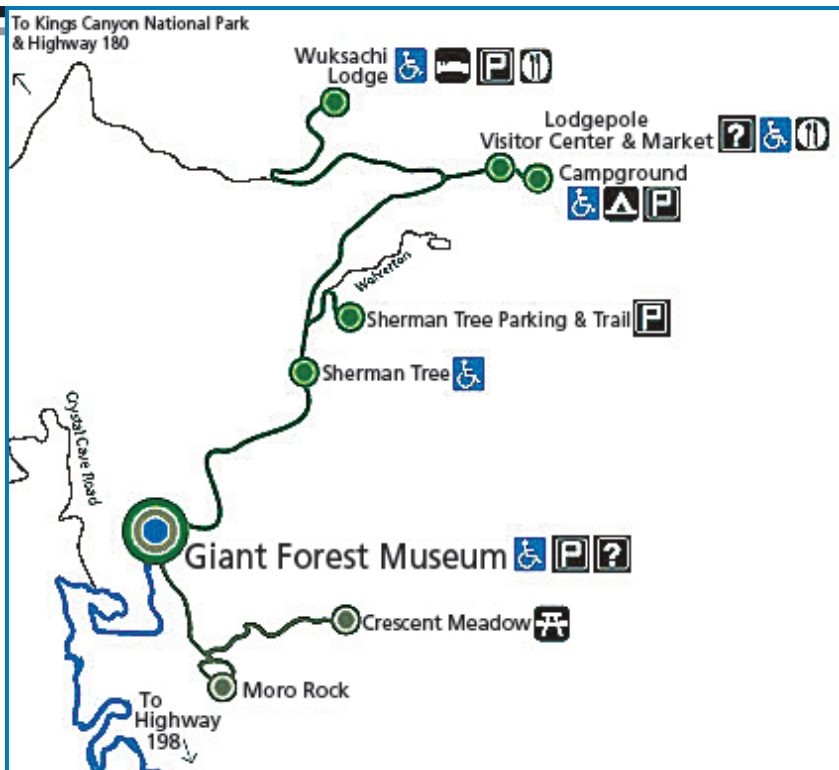 To Kings Canyon National Park
& Highway 180
Wuksachi
Lodge
P
Lodgepole
Visitor Center & Market
?
Campground
P
Wolverton
Sherman Tree Parking & Trail
P
Sherman Tree
Crystal Cave Road
Giant Forest Museum
P
?
Crescent Meadow
Moro Rock
To
Highway
198